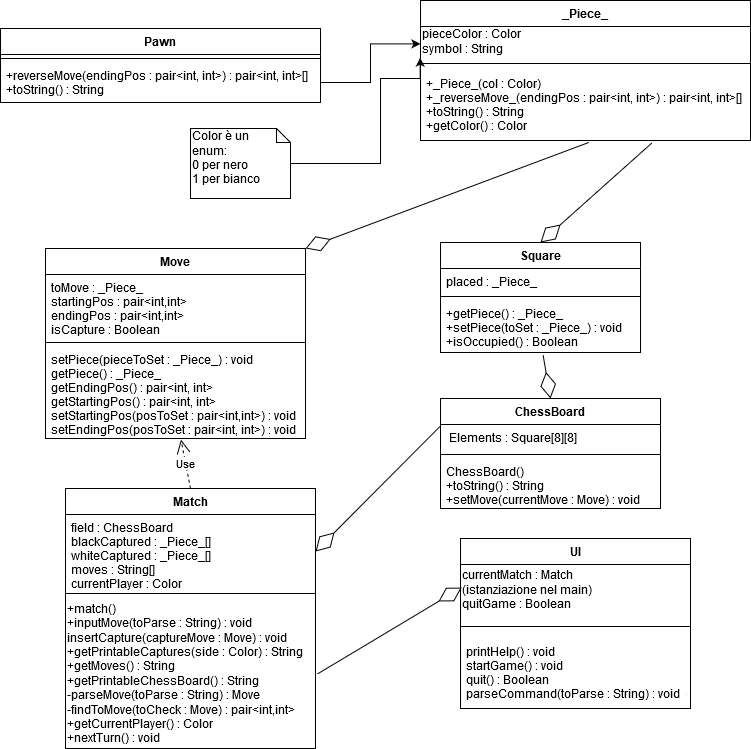 _Piece_
pieceColor : Color
symbol : String
+_Piece_(col : Color)
+_reverseMove_(endingPos : pair<int, int>) : pair<int, int>[]
+toString() : String
+getColor() : Color
Pawn
+reverseMove(endingPos : pair<int, int>) : pair<int, int>[]
+toString() : String
Color è un
enum:
0 per nero
1 per bianco
Move
toMove : _Piece_
startingPos : pair<int,int>
endingPos : pair<int,int>
isCapture : Boolean
setPiece(pieceToSet : _Piece_) : void
getPiece() : _Piece_
getEndingPos() : pair<int, int>
getStartingPos() : pair<int, int>
setStartingPos(posToSet : pair<int,int>) : void
setEndingPos(posToSet : pair<int, int>) : void
Square
placed : _Piece_
+getPiece() : _Piece_
+setPiece(toSet : _Piece_) : void
+isOccupied() : Boolean
ChessBoard
Elements : Square[8][8]
ChessBoard()
+toString() : String
+setMove(currentMove : Move) : void
Use
Match
field : ChessBoard
blackCaptured : _Piece_[]
whiteCaptured : _Piece_[]
moves : String[]
currentPlayer : Color
+match()
+inputMove(toParse : String) : void
insertCapture(captureMove : Move) : void
+getPrintableCaptures(side : Color) : String
+getMoves() : String
+getPrintableChessBoard() : String
-parseMove(toParse : String) : Move
-findToMove(toCheck : Move) : pair<int,int>
+getCurrentPlayer() : Color
+nextTurn() : void
UI
currentMatch : Match
(istanziazione nel main)
quitGame : Boolean
printHelp() : void
startGame() : void
quit() : Boolean
parseCommand(toParse : String) : void